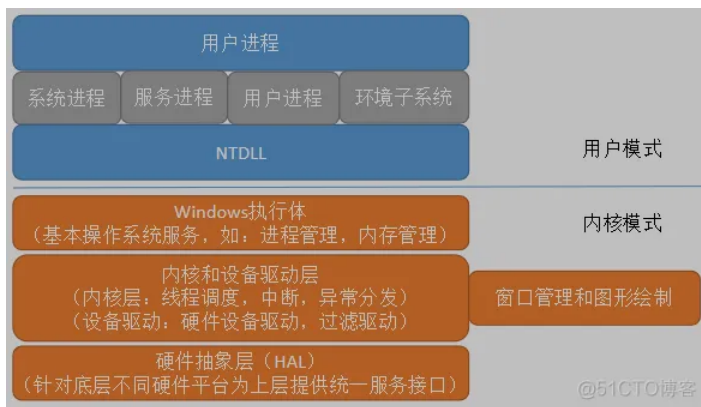 用户进程
系统进程
服务进程
用户进程
环境子系统
NTDLL
用户模式
Windows执行体
（基本操作系统服务，如：进程管理，内存管理）
内核模式
内核和设备驱动层
（内核层：线程调度，中断，异常分发）
（设备驱动：硬件设备驱动，过滤驱动）
窗口管理和图形绘制
硬件抽象层（HAL）
（针对底层不同硬件平台为上层提供统一服务接口）
@51CTO博客